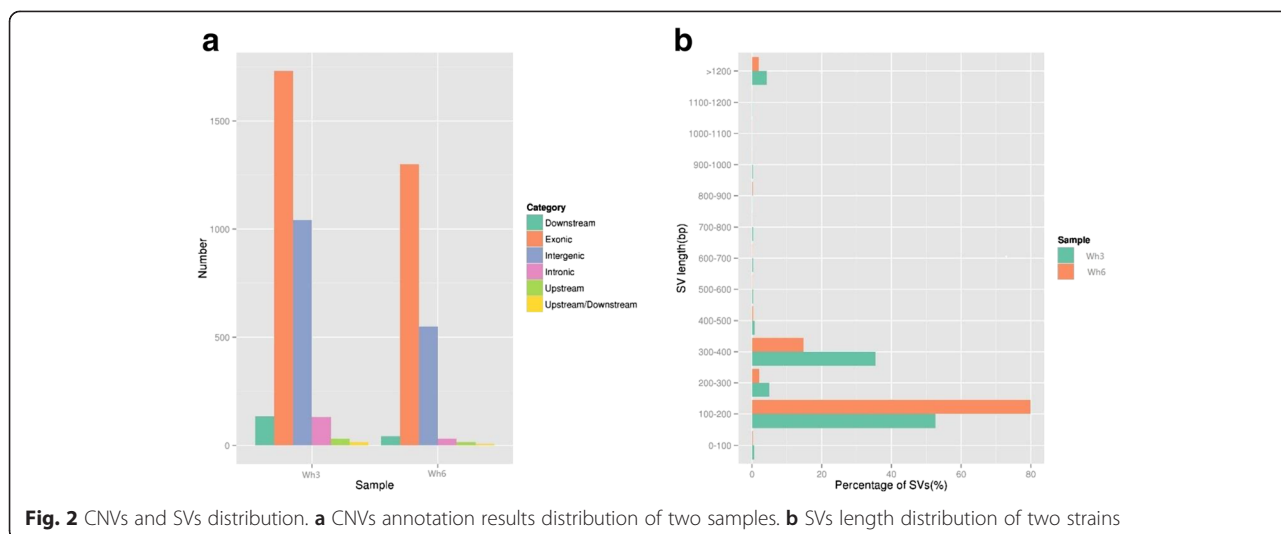 a
1500
1000
500
0
Number
Wh3
Wh6
Sample
Category
Downstream
Exonic
Intergenic
Intronic
Upstream
Upstream/Downstream
b
>1200
1100-1200
1000-1100
900-1000
800-900
700-800
600-700
500-600
400-500
300-400
200-300
100-200
0-100
SV length(bp)
0
20
40
60
80
Percentage of SVs(%)
Sample
Wh3
Wh6
Fig. 2 CNVs and SVs distribution. a CNVs annotation results distribution of two samples. b SVs length distribution of two strains